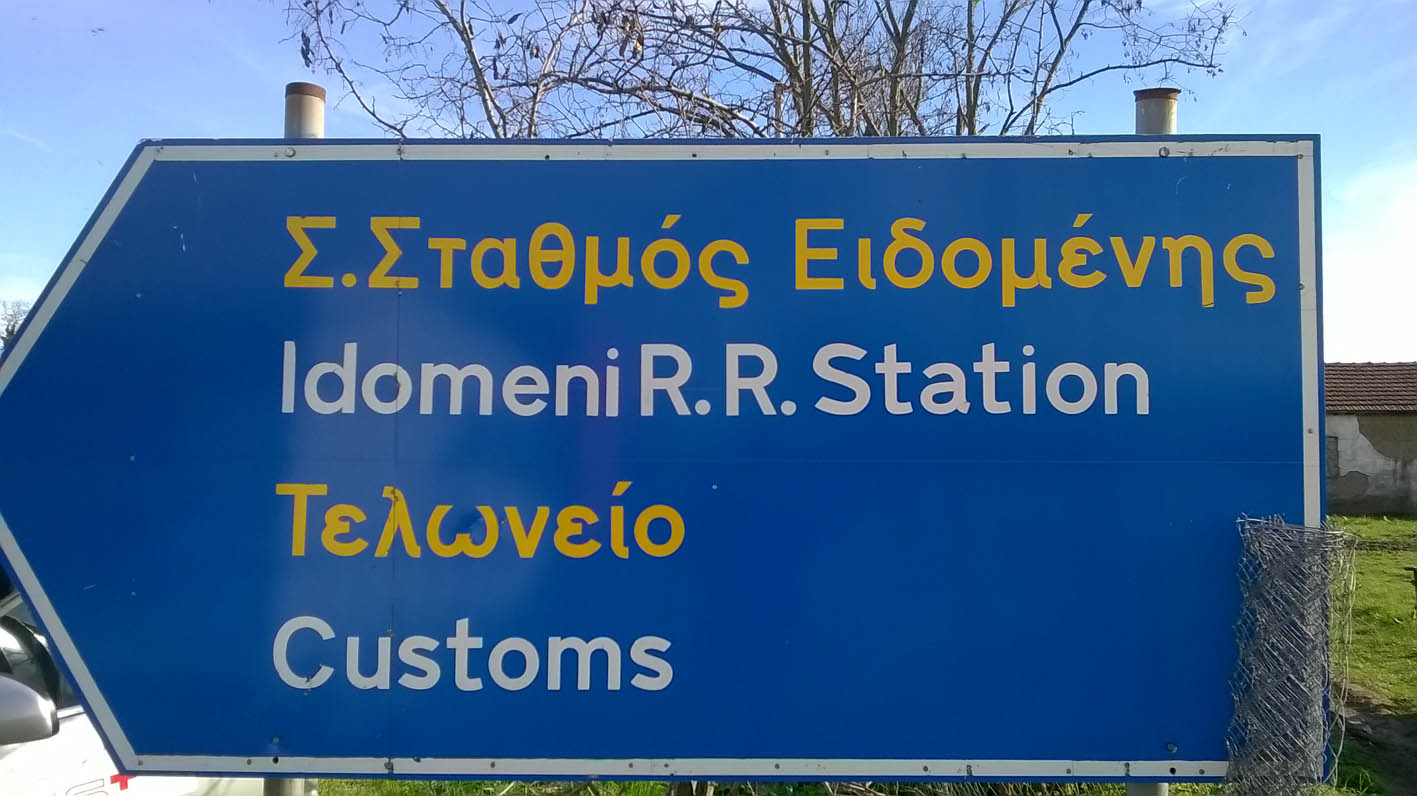 Σ.Σταθμός Ειδομένης
Idomeni R.R. Station
Τελωνείο
Customs